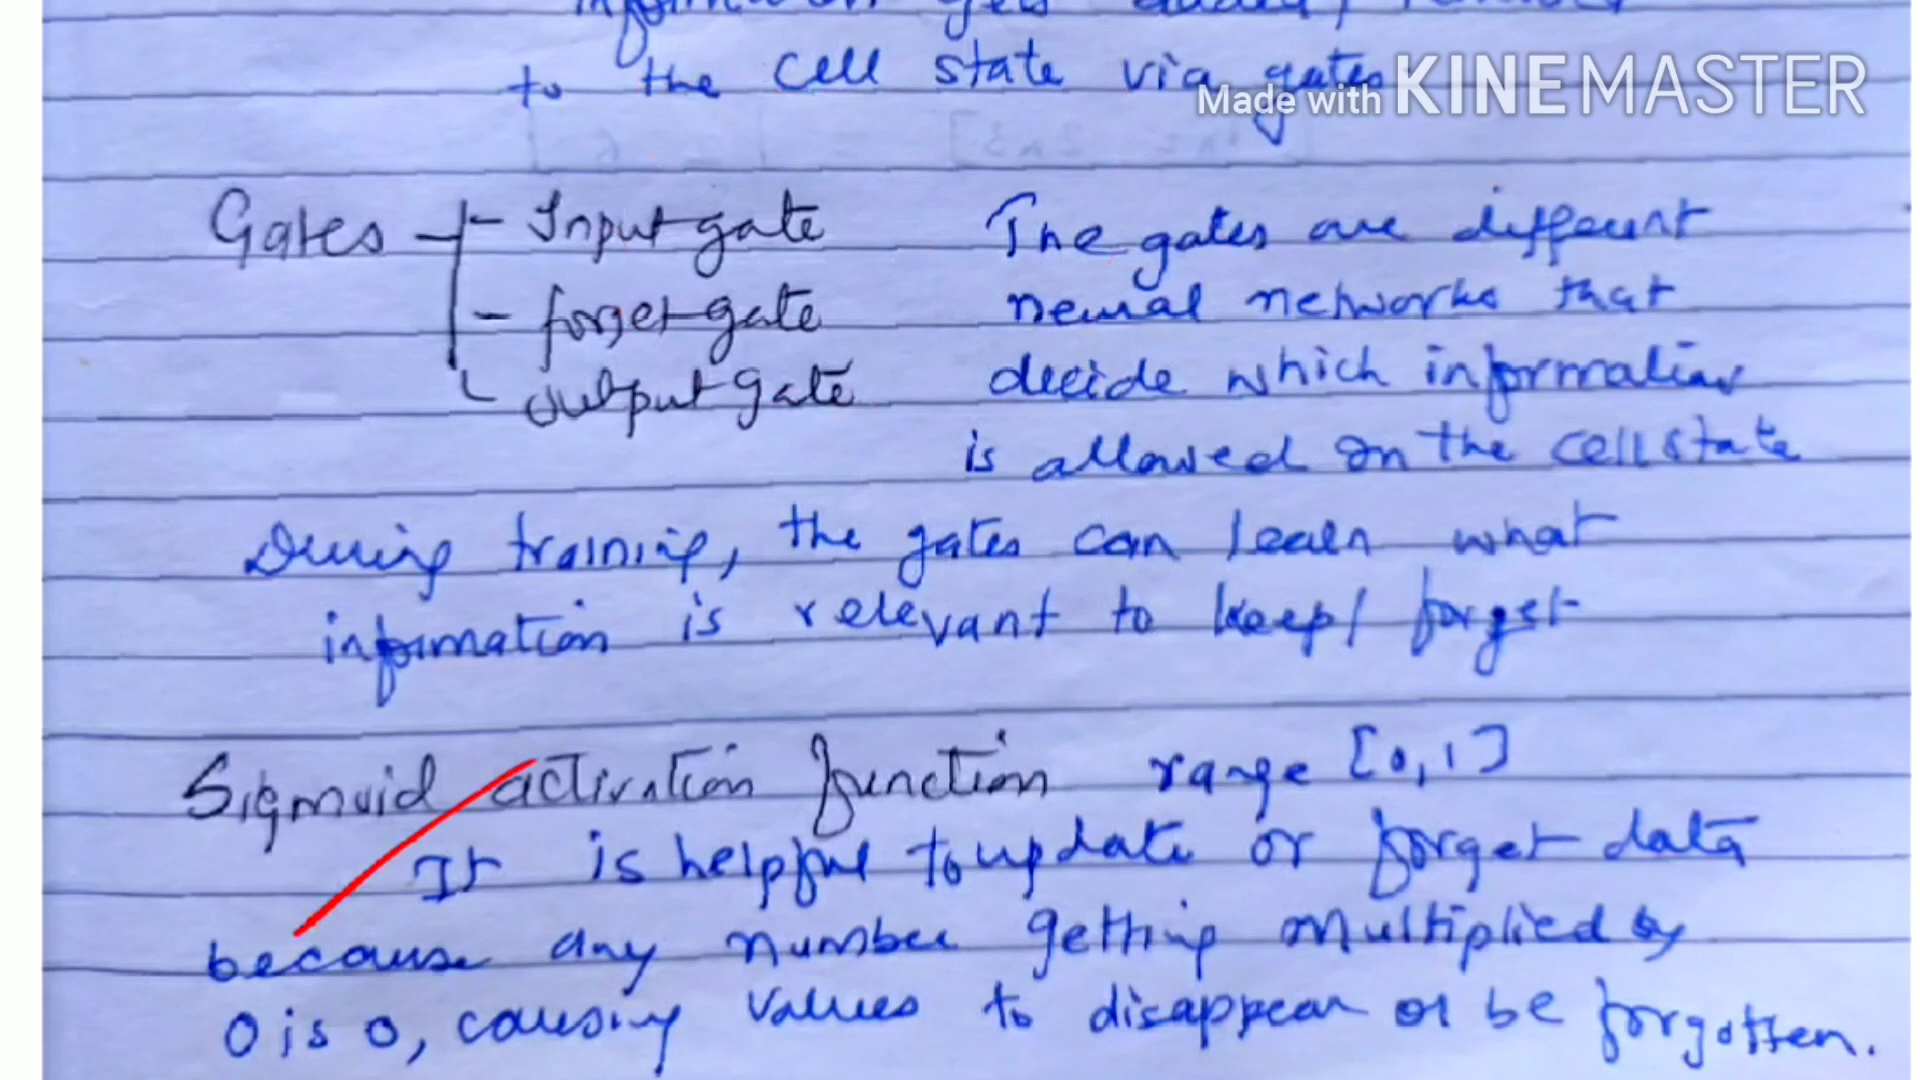 information gets added/
to the cell state via gates
Made with KINEMASTER
Gates - Input gate
- forget gate
output gate
The gates are different
neural networks that
decide which information
is allowed on the cell state
During training, the gates can learn what
information is relevant to keep/ forget
Sigmoid activation function range [0,1]
It is helpful to update or forget data
because any number getting multiplied by
0 is 0, causing values to disappear or be forgotten.